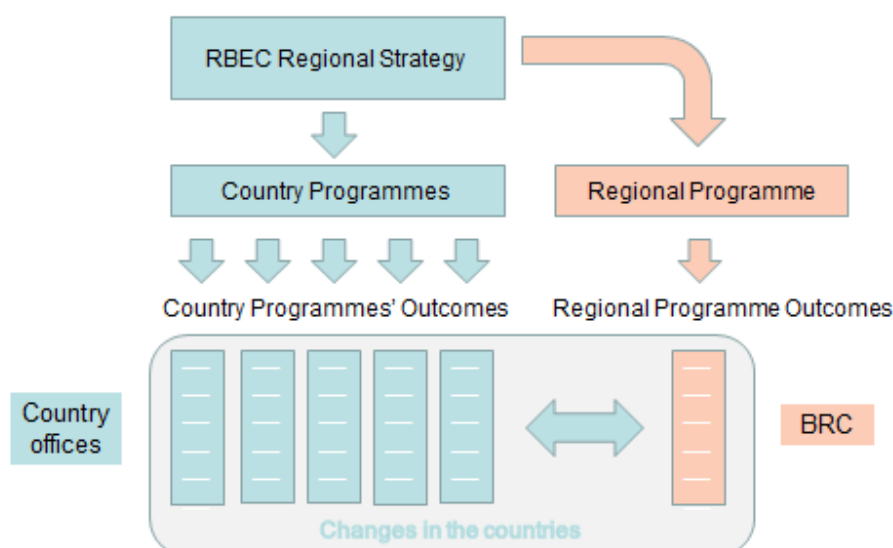 RBEC Regional Strategy
Country Programmes
Regional Programme
Country Programmes' Outcomes
Regional Programme Outcomes
Country
offices
BRC
Changes in the countries